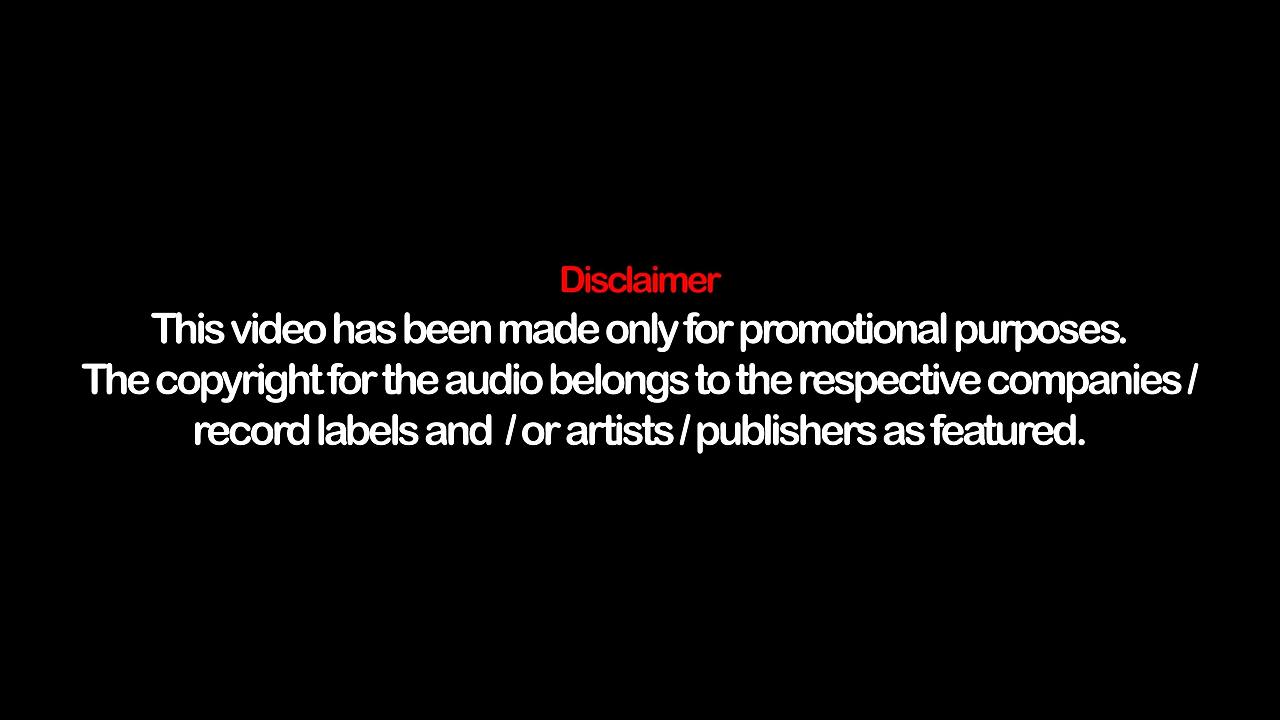 Disclaimer
This video has been made only for promotional purposes.
The copyright for the audio belongs to the respective companies /
record labels and / or artists / publishers as featured.